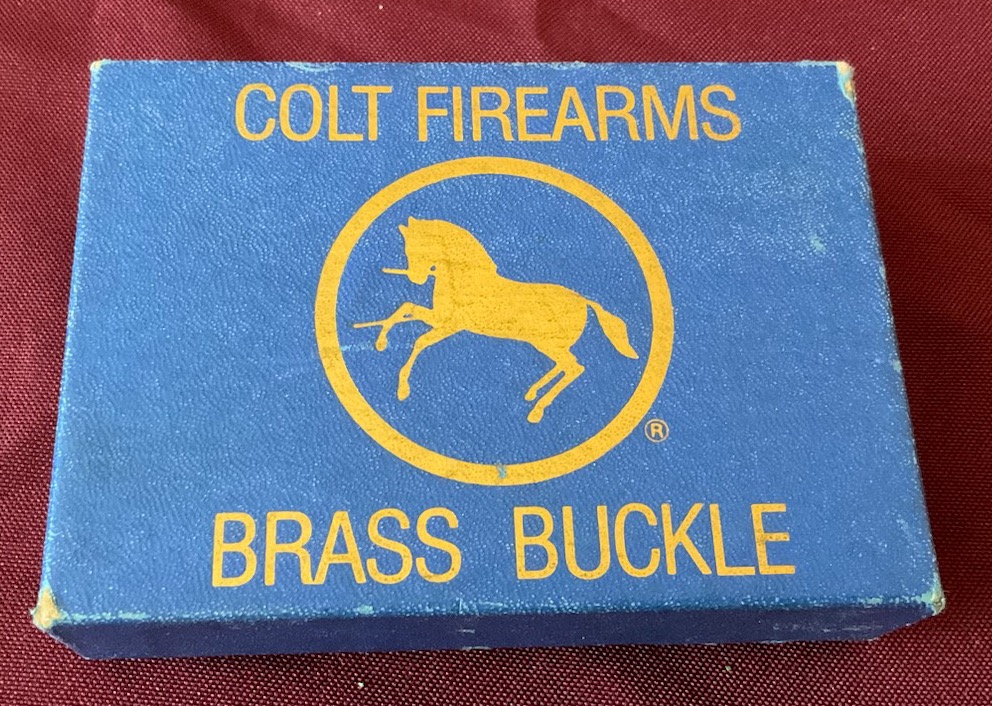 COLT FIREARMS
®
BRASS BUCKLE